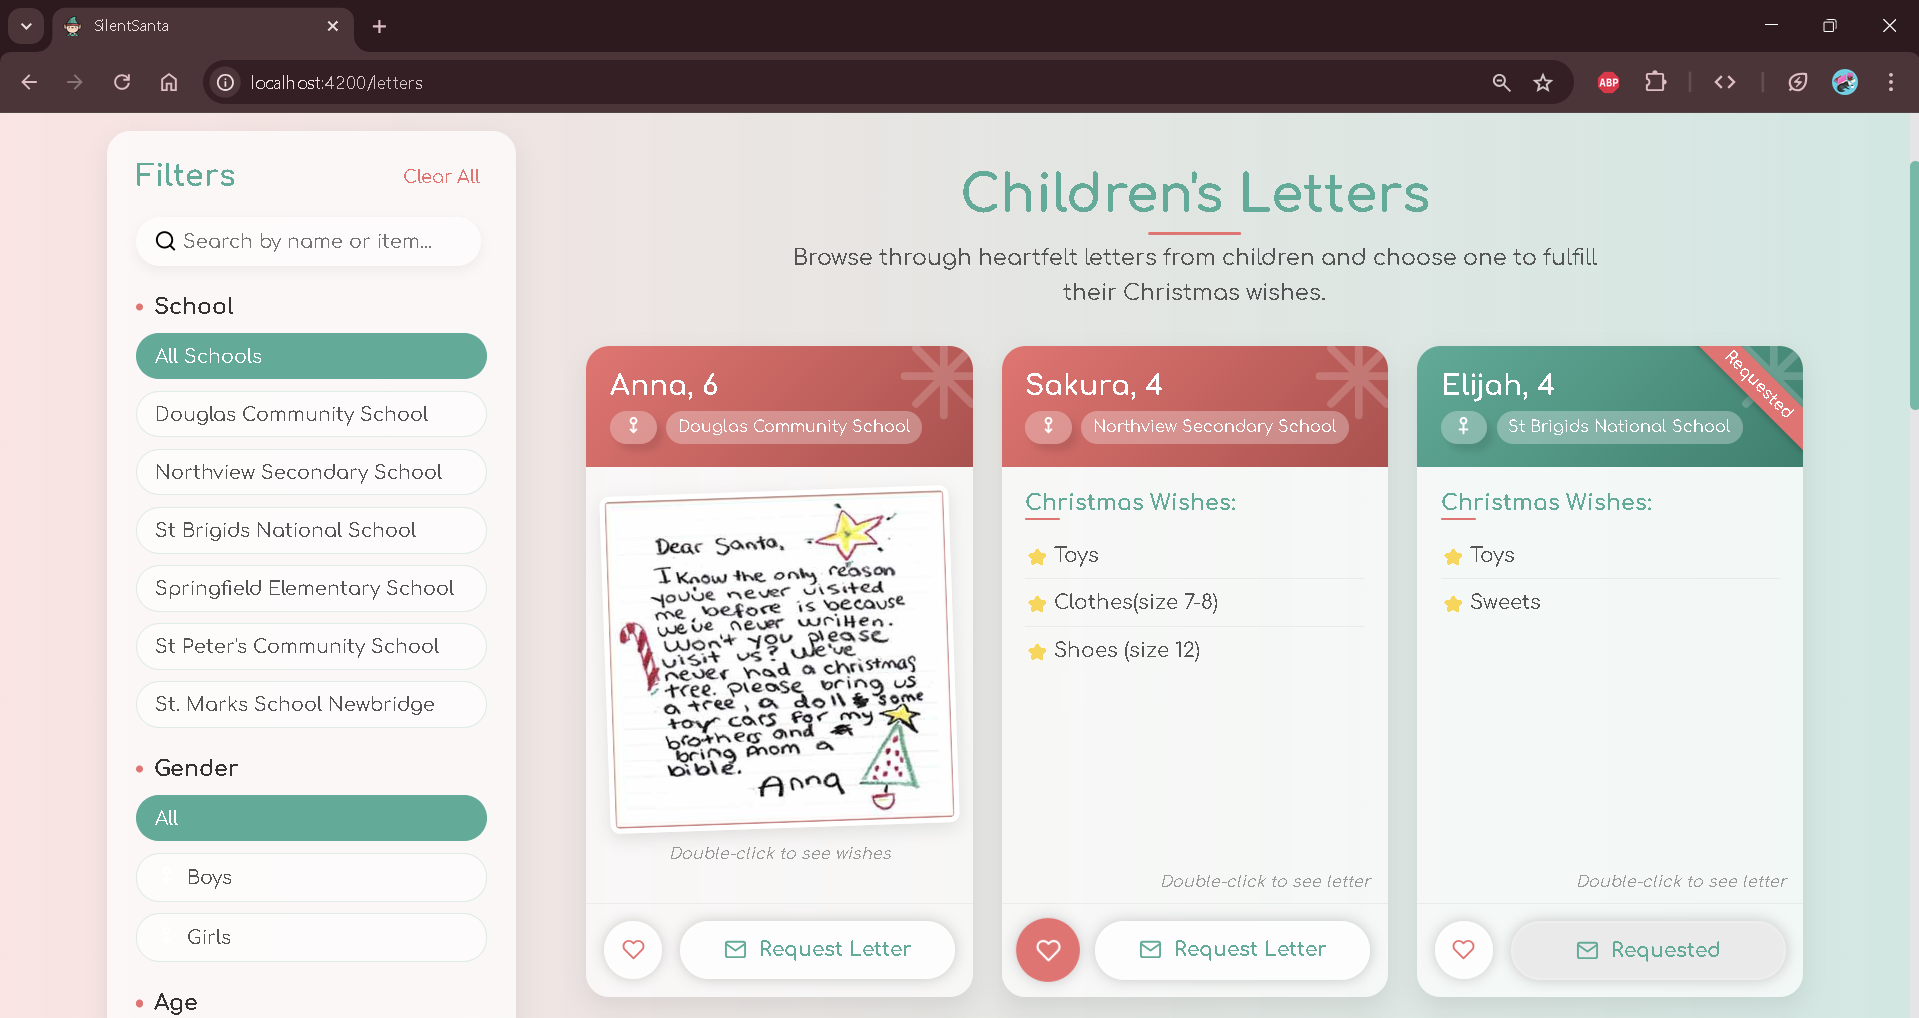 SilentSanta
localhost:4200/letters
ABP
Filters
Clear All
Search by name or item...
School
All Schools
Douglas Community School
Northview Secondary School
St Brigids National School
Springfield Elementary School
St Peter's Community School
St. Marks School Newbridge
Gender
All
Boys
Girls
Age
Children's Letters
Browse through heartfelt letters from children and choose one to fulfill
their Christmas wishes.
Anna, 6
Douglas Community School
Dear Santa,
I know the only reason
you've never visited
me before is because
we've never written.
Won't you please
visit us? We've
never had a christmas
tree. please bring us
a tree, a doll some
toy cars for my
brothers and
bring mom a
bible.
Anna
Double-click to see wishes
Request Letter
Sakura, 4
Northview Secondary School
Christmas Wishes:
Toys
Clothes(size 7-8)
Shoes (size 12)
Double-click to see letter
Request Letter
Elijah, 4
St Brigids National School
Requested
Christmas Wishes:
Toys
Sweets
Double-click to see letter
Requested